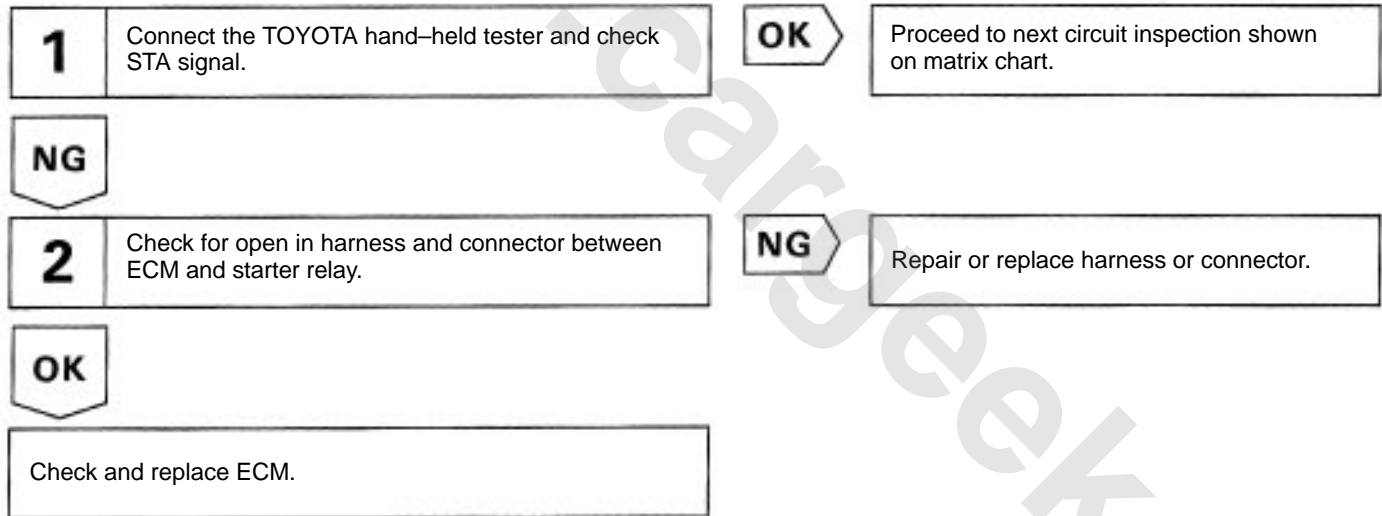 1
Connect the TOYOTA hand–held tester and check
STA signal.
OK
Proceed to next circuit inspection shown
on matrix chart.
NG
2
Check for open in harness and connector between
ECM and starter relay.
NG
Repair or replace harness or connector.
OK
Check and replace ECM.
.cargeek